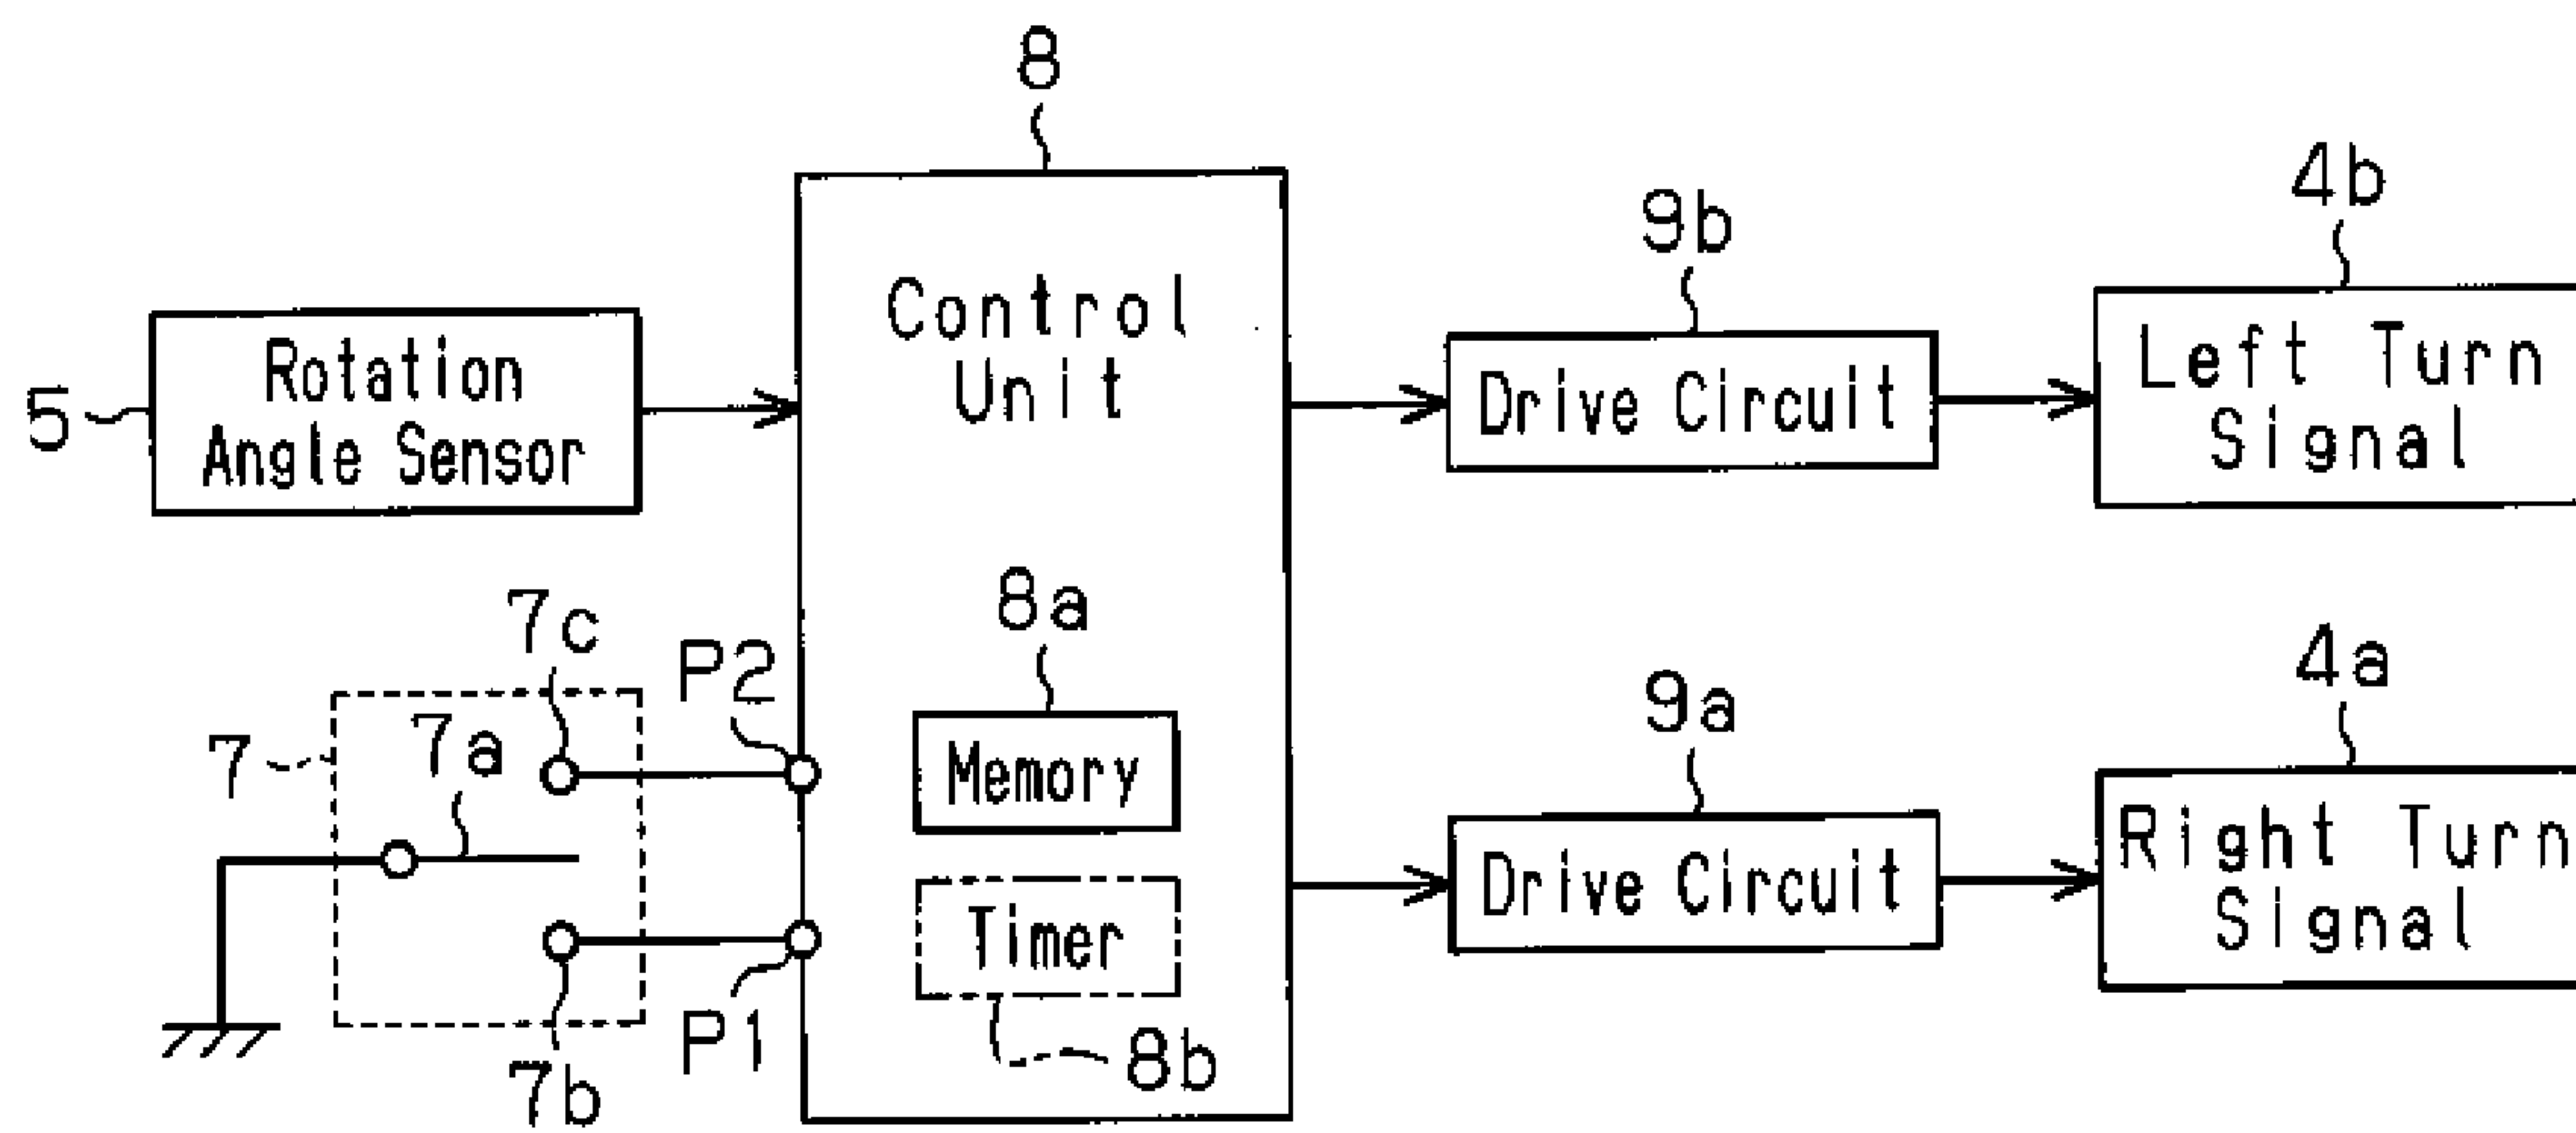 8
4b
9b
Control
Unit
Rotation
Angle Sensor
5
Drive Circuit
Left Turn
Signal
7c
P2
8a
4a
9a
7
7a
Memory
Right Turn
Signal
Drive Circuit
Timer
P1
7b
8b